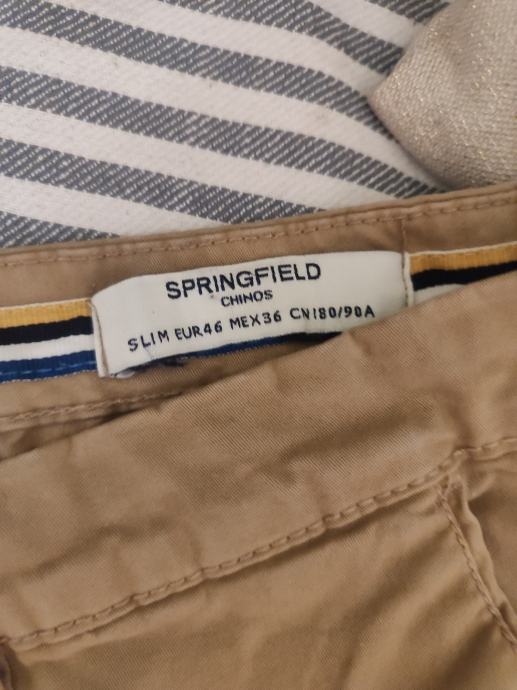 SPRINGFIELD
CHINOS
SLIM EUR46 MEX36 CN180/90A